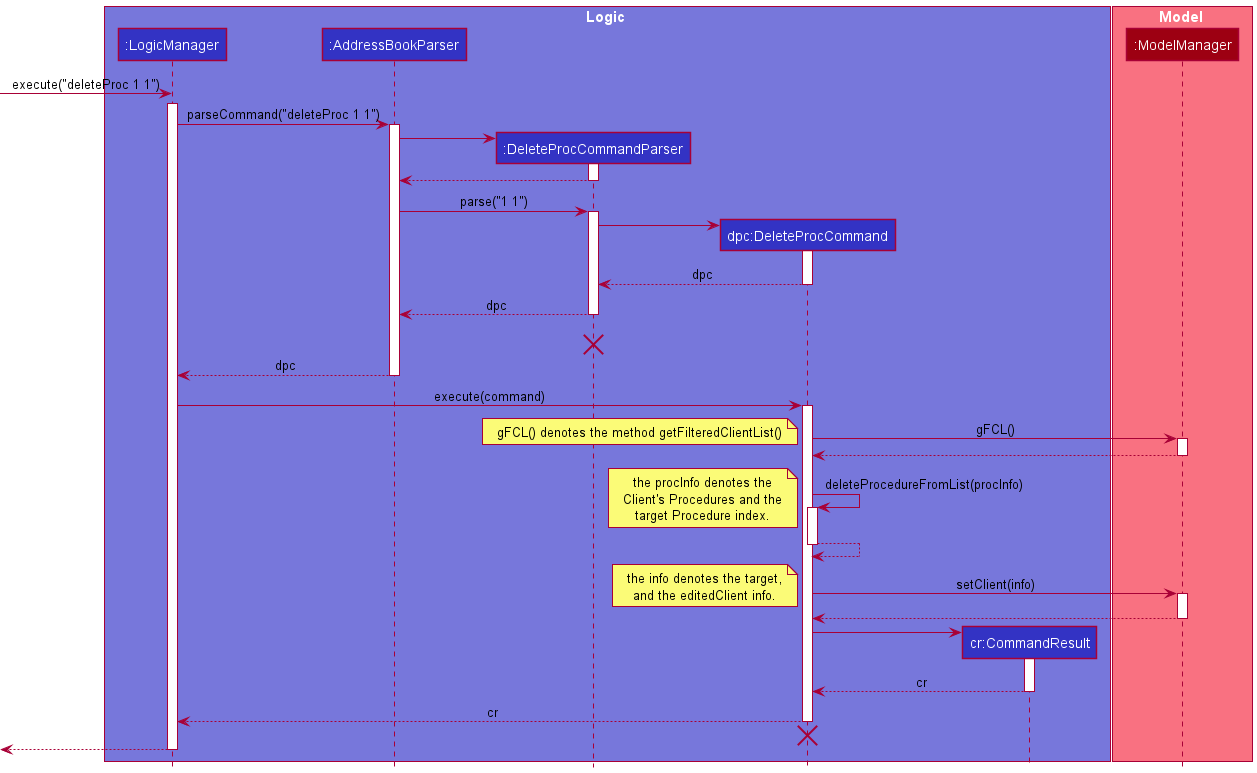 Logic
Model
:LogicManager
:AddressBookParser
:ModelManager
execute("deleteProc 1 1")
parseCommand("deleteProc 1 1")
:DeleteProcCommandParser
parse("1 1")
dpc:DeleteProcCommand
dpc
dpc
dpc
execute(command)
gFCL() denotes the method getFilteredClientList()
gFCL()
the procInfo denotes the
Client's Procedures and the
target Procedure index.
deleteProcedureFromList(procInfo)
the info denotes the target,
and the editedClient info.
setClient(info)
cr:CommandResult
cr
cr